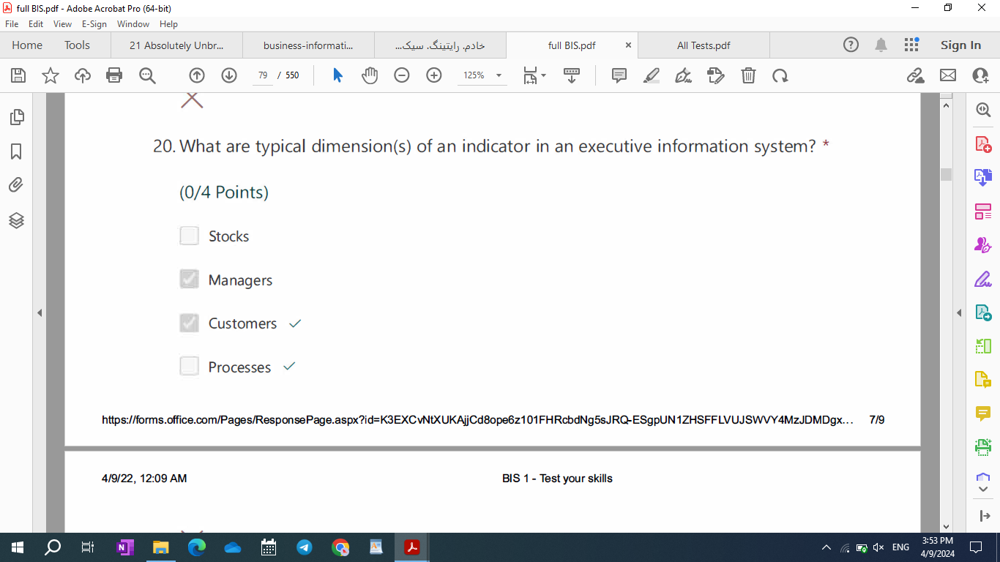 full BIS.pdf - Adobe Acrobat Pro (64-bit)
File Edit View E-Sign Window Help
Home Tools 21 Absolutely Unbr... business-informati... خادم. رایتینگ. سیک... full BIS.pdf × All Tests.pdf Sign In
79 / 550 125%
20. What are typical dimension(s) of an indicator in an executive information system? *
(0/4 Points)
Stocks
Managers
Customers
Processes
https://forms.office.com/Pages/ResponsePage.aspx?id=K3EXCvNtXUKAjjCd8ope6z101FHRcbdNg5sJRQ-ESgpUN1ZHSFFLVUJSWVY4MzJDMDgx... 7/9
4/9/22, 12:09 AM BIS 1 - Test your skills
ENG 3:53 PM
4/9/2024